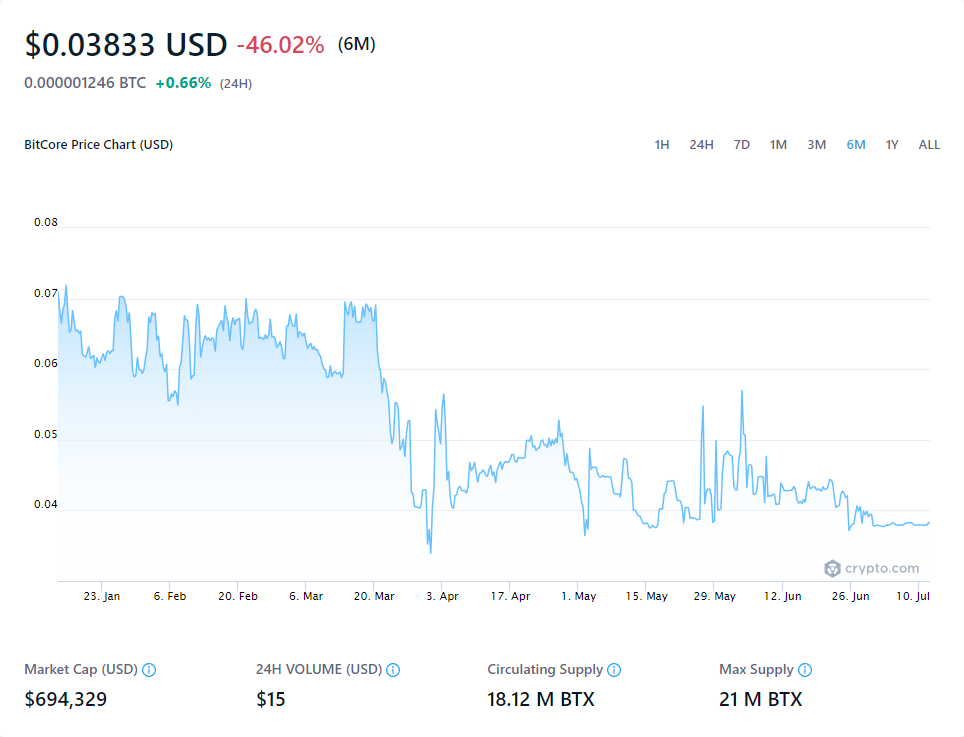 $0.03833 USD -46.02% (6M)
0.000001246 BTC +0.66% (24H)
BitCore Price Chart (USD) 1H 24H 7D 1M 3M 6M 1Y ALL
0.08
0.07
0.06
0.05
0.04
crypto.com
23. Jan 6. Feb 20. Feb 6. Mar 20. Mar 3. Apr 17. Apr 1. May 15. May 29. May 12. Jun 26. Jun 10. Jul
Market Cap (USD) 24H VOLUME (USD) Circulating Supply Max Supply
$694,329 $15 18.12 M BTX 21 M BTX